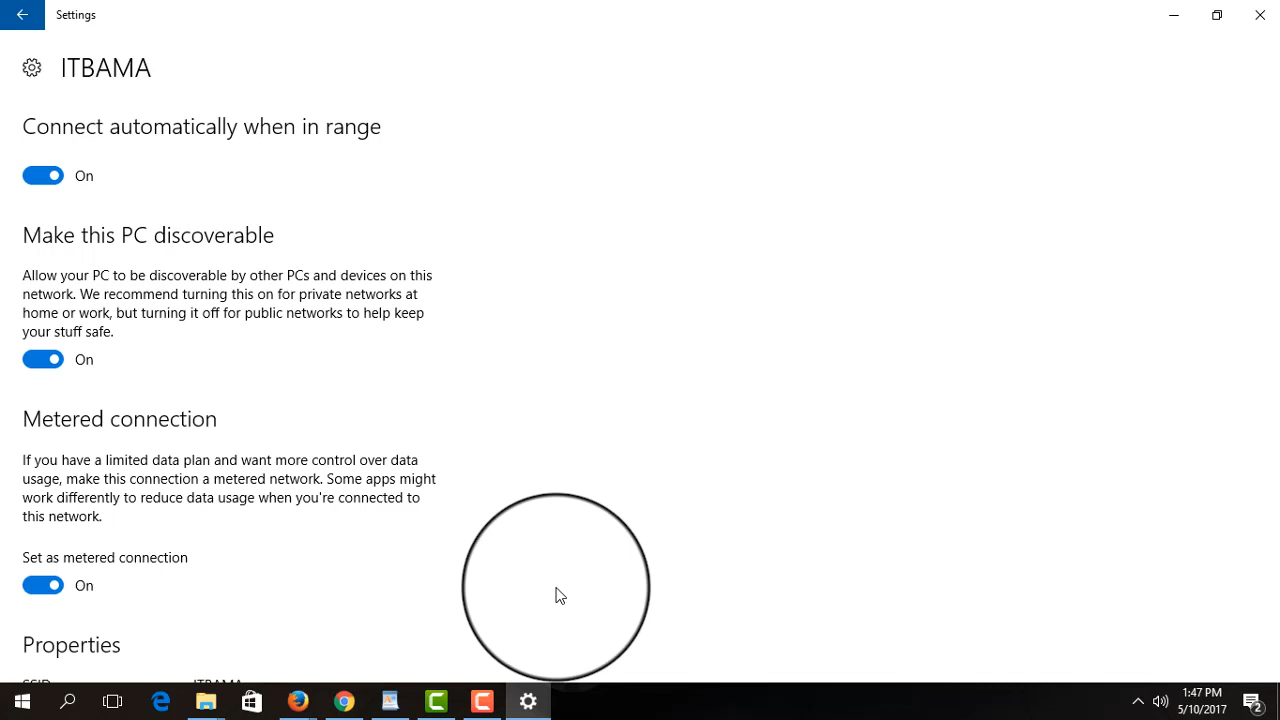 Settings
ITBAMA
Connect automatically when in range
On
Make this PC discoverable
Allow your PC to be discoverable by other PCs and devices on this
network. We recommend turning this on for private networks at
home or work, but turning it off for public networks to help keep
your stuff safe.
On
Metered connection
If you have a limited data plan and want more control over data
usage, make this connection a metered network. Some apps might
work differently to reduce data usage when you're connected to
this network.
Set as metered connection
On
Properties
SSID: ITBAMA
1:47 PM
5/10/2017
2